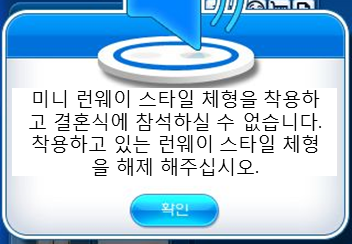 미니 런웨이 스타일 체형을 착용하
고 결혼식에 참석하실 수 없습니다.
착용하고 있는 런웨이 스타일 체형
을 해제 해주십시오.
확인